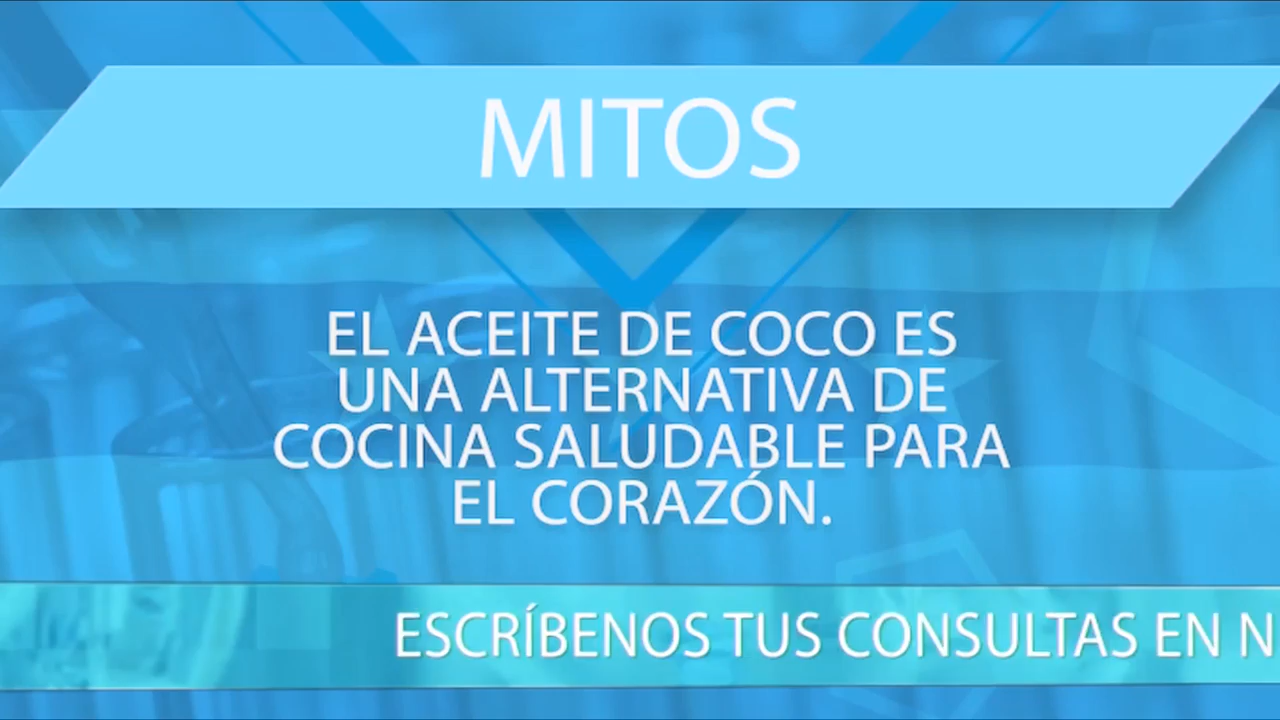 MITOS
EL ACEITE DE COCO ES
UNA ALTERNATIVA DE
COCINA SALUDABLE PARA
EL CORAZÓN.
ESCRÍBENOS TUS CONSULTAS EN N